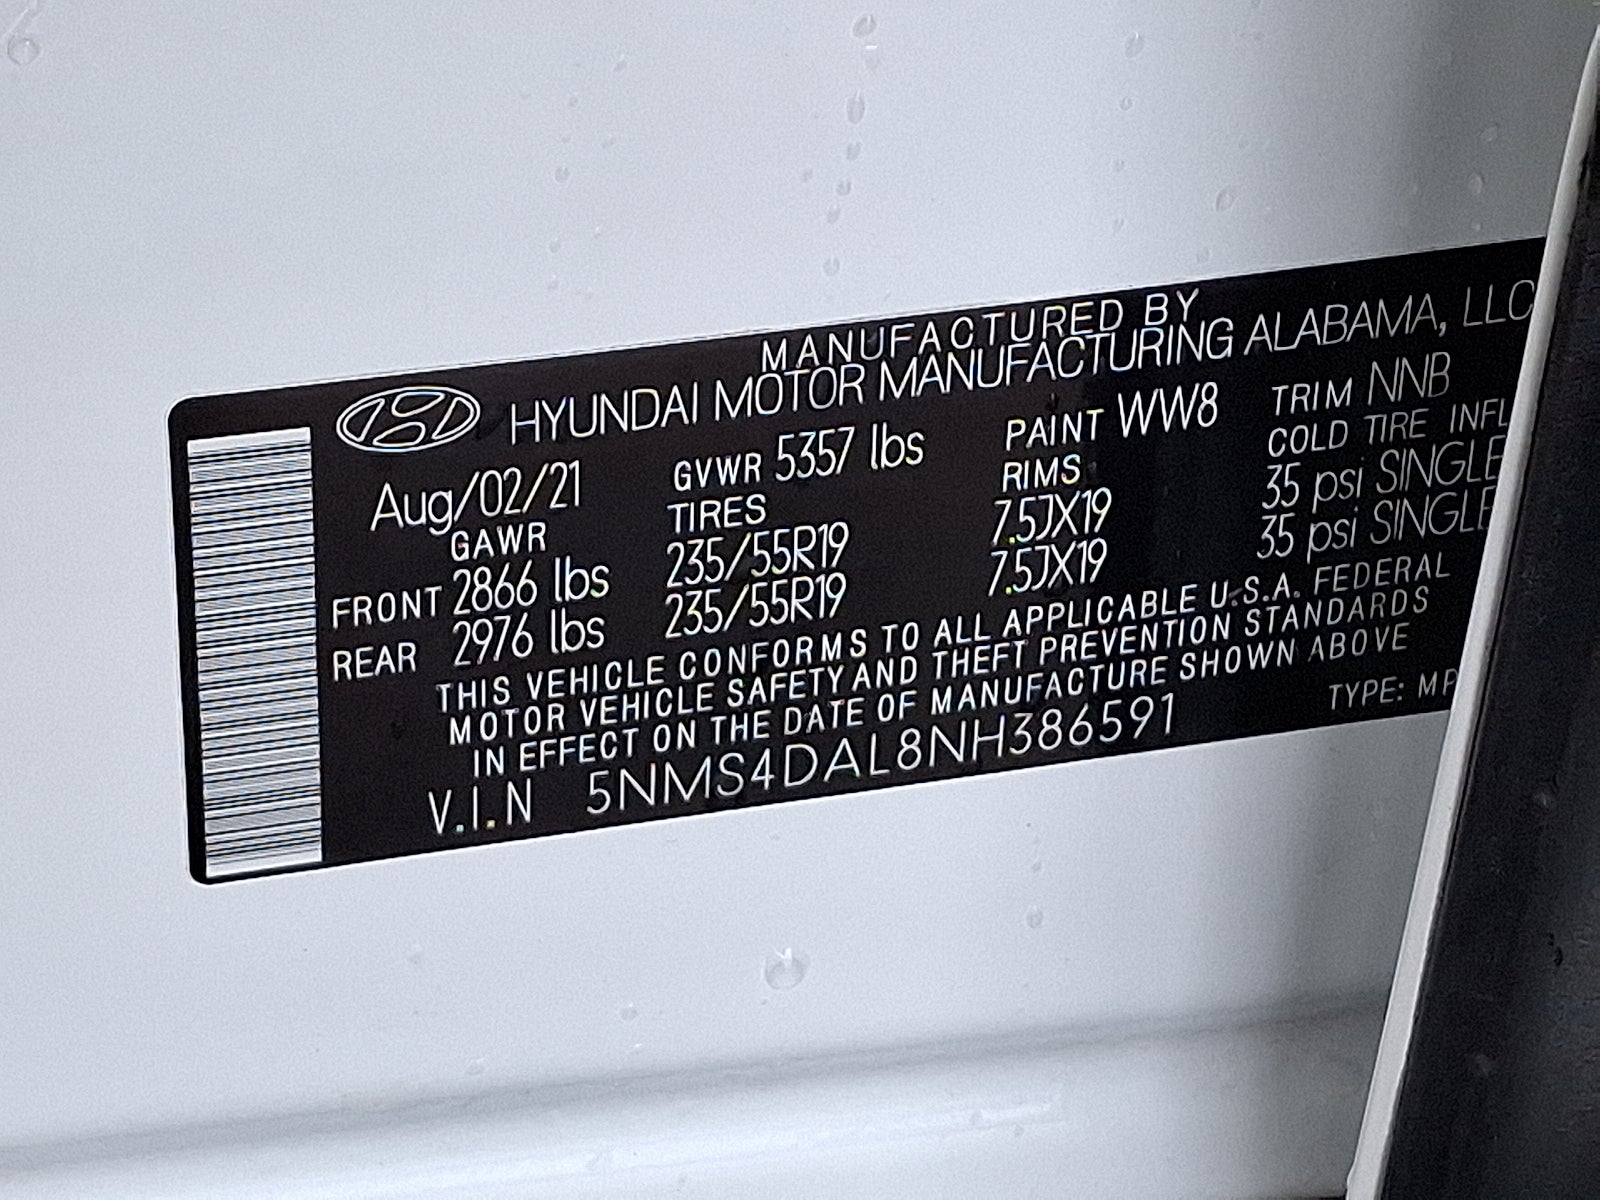 MANUFACTURED BY
HYUNDAI MOTOR MANUFACTURING ALABAMA, LLC
Aug/02/21 GVWR 5357 lbs PAINT WW8 TRIM NNB
GAWR TIRES RIMS COLD TIRE INFL
FRONT 2866 lbs 235/55R19 7.5JX19 35 psi SINGLE
REAR 2976 lbs 235/55R19 7.5JX19 35 psi SINGLE
THIS VEHICLE CONFORMS TO ALL APPLICABLE U.S.A. FEDERAL
MOTOR VEHICLE SAFETY AND THEFT PREVENTION STANDARDS
IN EFFECT ON THE DATE OF MANUFACTURE SHOWN ABOVE
V.I.N 5NMS4DAL8NH386591 TYPE: MP